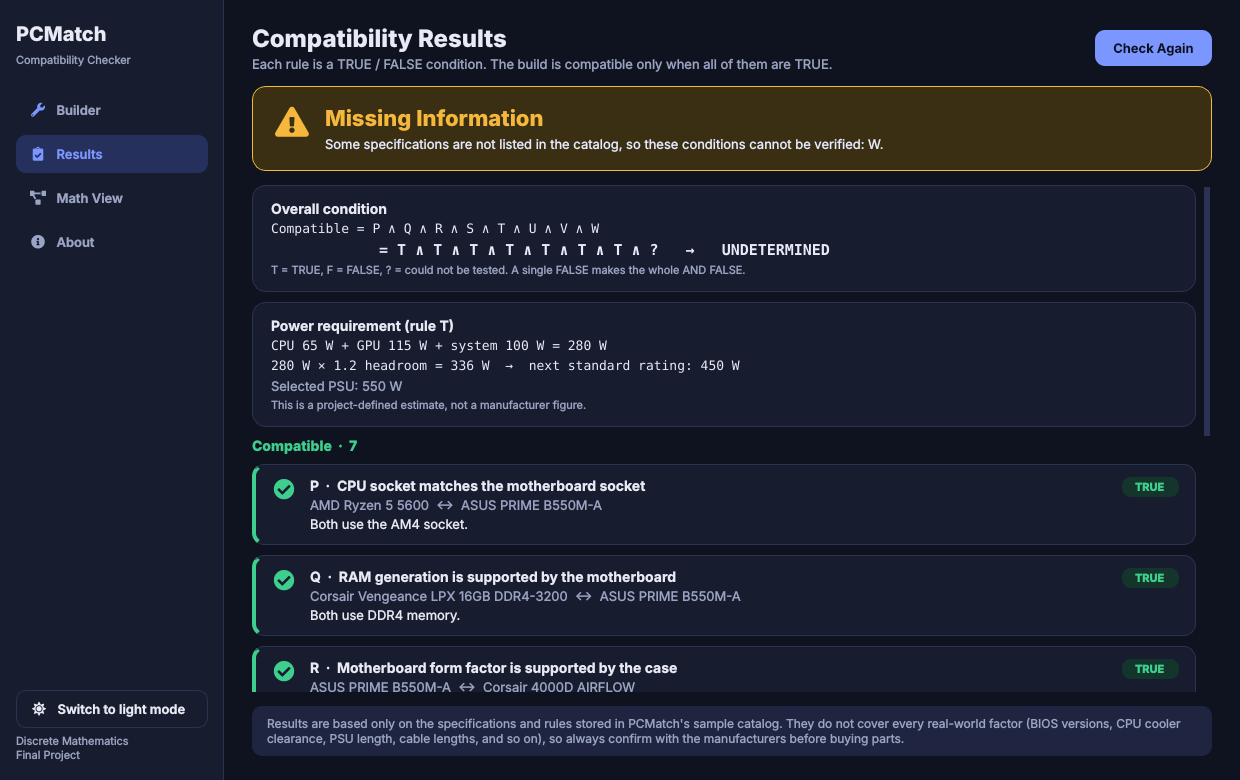 PCMatch
Compatibility Checker
Builder
Results
Math View
About
Switch to light mode
Discrete Mathematics
Final Project
Compatibility Results
Each rule is a TRUE / FALSE condition. The build is compatible only when all of them are TRUE.
Check Again
Missing Information
Some specifications are not listed in the catalog, so these conditions cannot be verified: W.
Overall condition
Compatible = P ∧ Q ∧ R ∧ S ∧ T ∧ U ∧ V ∧ W
= T ∧ T ∧ T ∧ T ∧ T ∧ T ∧ T ∧ ? → UNDETERMINED
T = TRUE, F = FALSE, ? = could not be tested. A single FALSE makes the whole AND FALSE.
Power requirement (rule T)
CPU 65 W + GPU 115 W + system 100 W = 280 W
280 W × 1.2 headroom = 336 W → next standard rating: 450 W
Selected PSU: 550 W
This is a project-defined estimate, not a manufacturer figure.
Compatible · 7
P · CPU socket matches the motherboard socket
TRUE
AMD Ryzen 5 5600 ↔ ASUS PRIME B550M-A
Both use the AM4 socket.
Q · RAM generation is supported by the motherboard
TRUE
Corsair Vengeance LPX 16GB DDR4-3200 ↔ ASUS PRIME B550M-A
Both use DDR4 memory.
R · Motherboard form factor is supported by the case
TRUE
ASUS PRIME B550M-A ↔ Corsair 4000D AIRFLOW
Results are based only on the specifications and rules stored in PCMatch's sample catalog. They do not cover every real-world factor (BIOS versions, CPU cooler
clearance, PSU length, cable lengths, and so on), so always confirm with the manufacturers before buying parts.